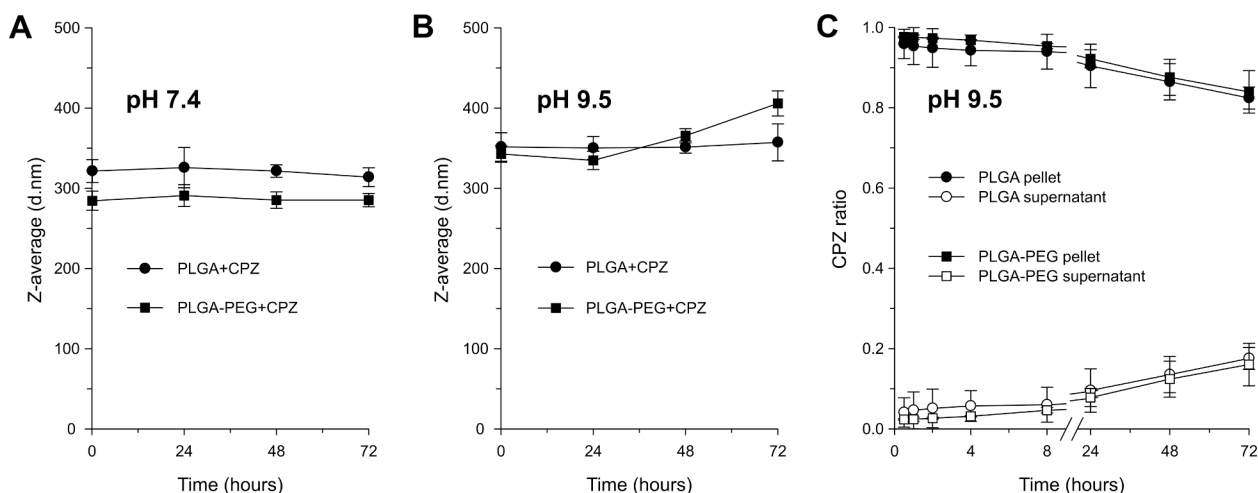 A
pH 7.4
Z-average (d.nm)
500
400
300
200
100
0
PLGA+CPZ
PLGA-PEG+CPZ
0 24 48 72
Time (hours)
B
pH 9.5
Z-average (d.nm)
500
400
300
200
100
0
PLGA+CPZ
PLGA-PEG+CPZ
0 24 48 72
Time (hours)
C
pH 9.5
CPZ ratio
1.0
0.8
0.6
0.4
0.2
0.0
PLGA pellet
PLGA supernatant
PLGA-PEG pellet
PLGA-PEG supernatant
0 4 8 24 48 72
Time (hours)